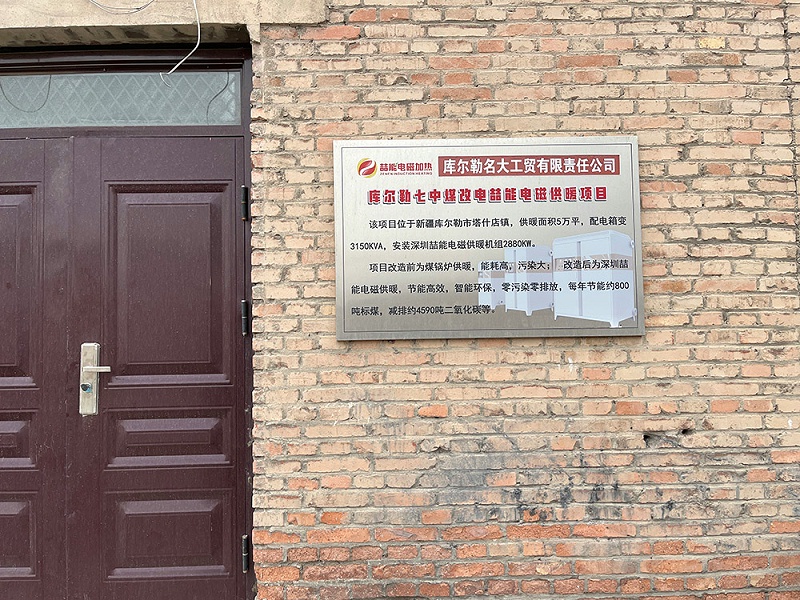 喆能电磁加热 库尔勒名大工贸有限责任公司
ZENEN INDUCTION HEATING
库尔勒七中煤改电喆能电磁供暖项目
该项目位于新疆库尔勒市塔什店镇，供暖面积5万平，配电箱变
3150KVA，安装深圳喆能电磁供暖机组2880KW。
项目改造前为煤锅炉供暖，能耗高，污染大； 改造后为深圳喆
能电磁供暖，节能高效，智能环保，零污染零排放，每年节能约800
吨标煤，减排约4590吨二氧化碳等。